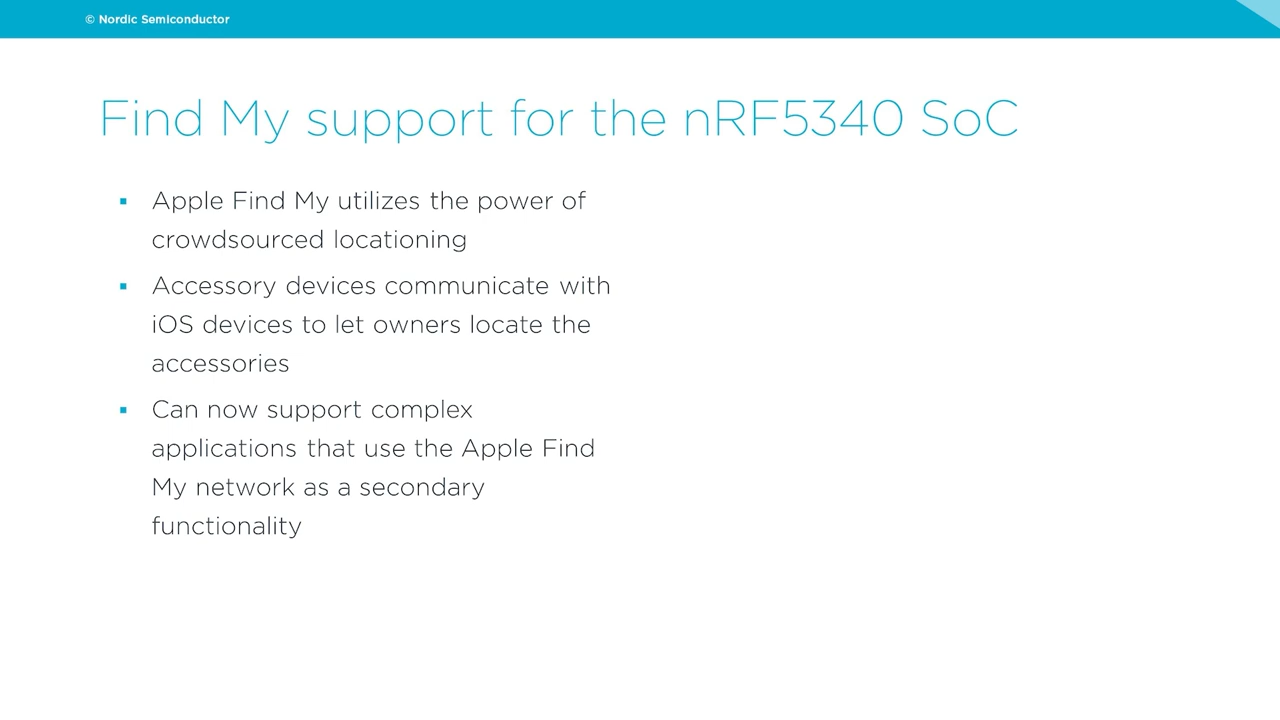 © Nordic Semiconductor
Find My support for the nRF5340 SoC
▪ Apple Find My utilizes the power of
crowdsourced locationing
▪ Accessory devices communicate with
iOS devices to let owners locate the
accessories
▪ Can now support complex
applications that use the Apple Find
My network as a secondary
functionality